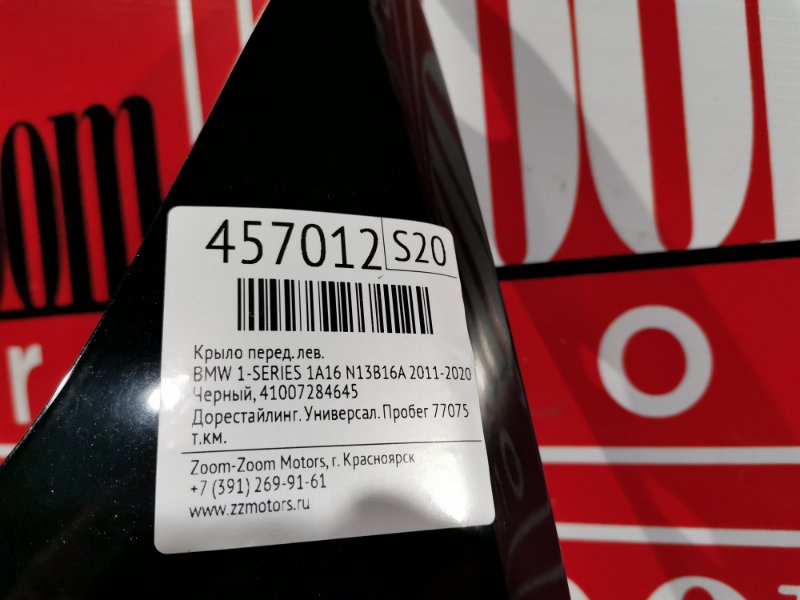 457012 S20
Крыло перед. лев.
BMW 1-SERIES 1A16 N13B16A 2011-2020
Черный, 41007284645
Дорестайлинг. Универсал. Пробег 77075
т.км.
Zoom-Zoom Motors, г. Красноярск
+7 (391) 269-91-61
www.zzmotors.ru